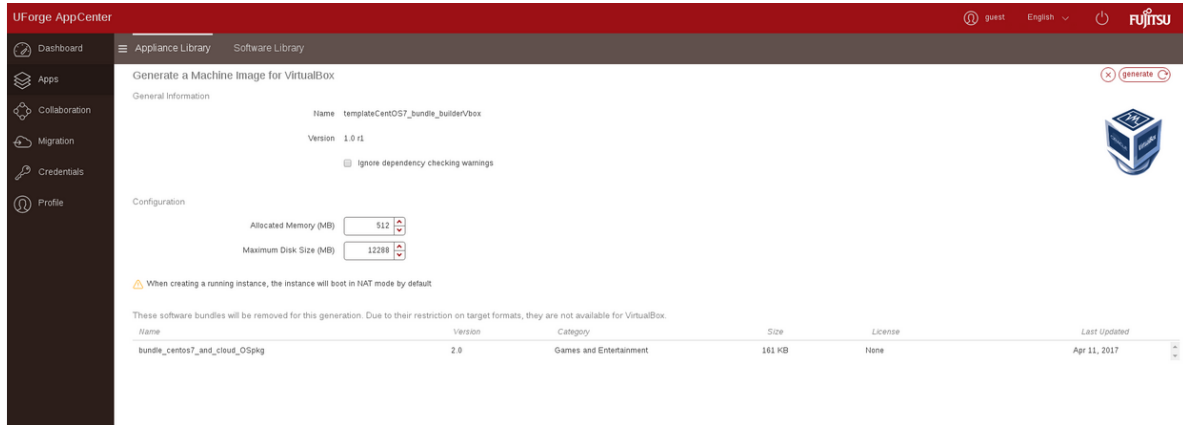 UForge AppCenter
guest English
FUJITSU
Dashboard
Appliance Library Software Library
Apps
Generate a Machine Image for VirtualBox
generate
General Information
Collaboration
Name templateCentOS7_bundle_builderVbox
Migration
Version 1.0 r1
Ignore dependency checking warnings
Credentials
Profile
Configuration
Allocated Memory (MB) 512
Maximum Disk Size (MB) 12288
When creating a running instance, the instance will boot in NAT mode by default
These software bundles will be removed for this generation. Due to their restriction on target formats, they are not available for VirtualBox.
Name Version Category Size License Last Updated
bundle_centos7_and_cloud_OSpkg 2.0 Games and Entertainment 161 KB None Apr 11, 2017